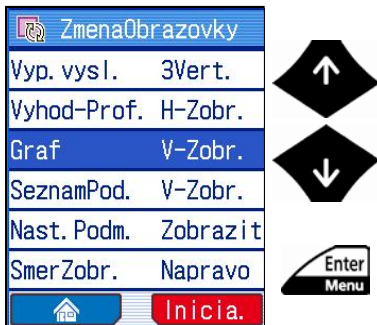 ZmenaObrazovky
Vyp. vysl. 3Vert.
Vyhod-Prof. H-Zobr.
Graf V-Zobr.
SeznamPod. V-Zobr.
Nast. Podm. Zobrazit
SmerZobr. Napravo
Inicia.
Enter
Menu